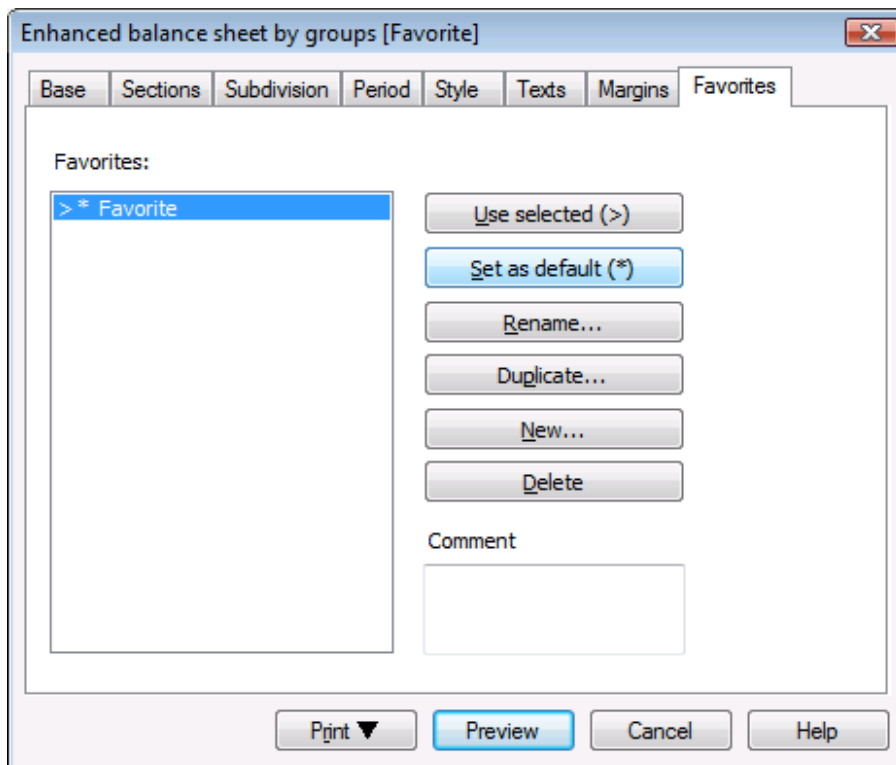 Enhanced balance sheet by groups [Favorite]
Base Sections Subdivision Period Style Texts Margins Favorites
Favorites:
> * Favorite
Use selected (>)
Set as default (*)
Rename...
Duplicate...
New...
Delete
Comment
Print ▼ Preview Cancel Help